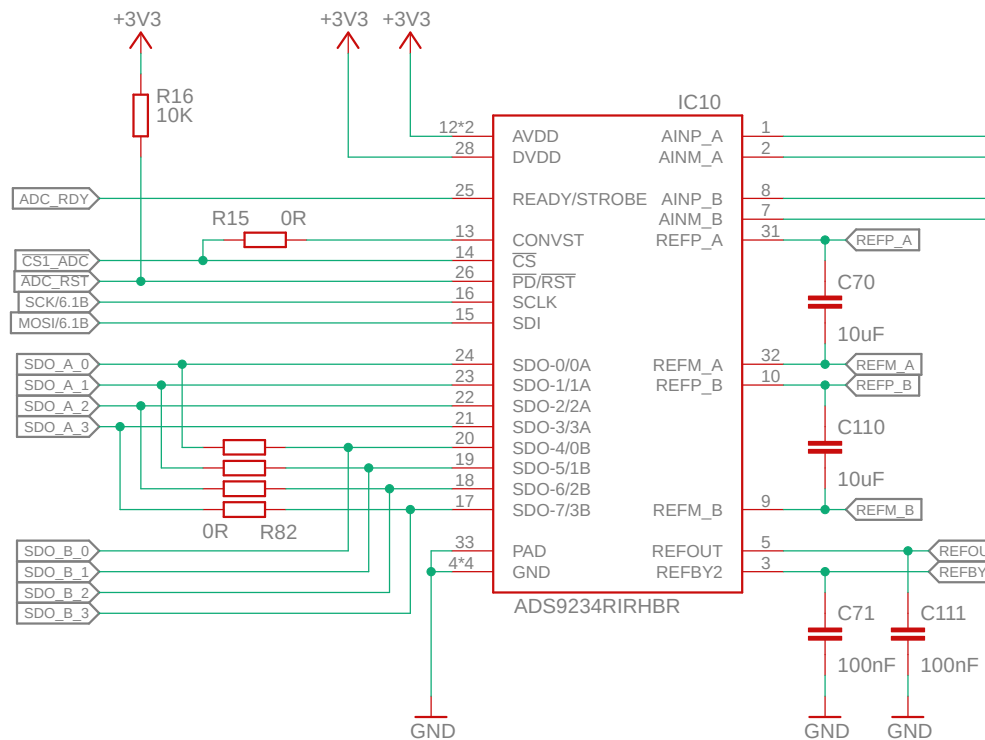 +3V3
+3V3 +3V3
R16
10K
IC10
12*2 AVDD AINP_A 1
28 DVDD AINM_A 2
ADC_RDY 25 READY/STROBE AINP_B 8
AINM_B 7
R15 0R 13 CONVST REFP_A 31 REFP_A
CS1_ADC 14 CS
ADC_RST 26 PD/RST
C70
SCK/6.1B 16 SCLK
MOSI/6.1B 15 SDI
10uF
SDO_A_0 24 SDO-0/0A REFM_A 32 REFM_A
SDO_A_1 23 SDO-1/1A REFP_B 10 REFP_B
SDO_A_2 22 SDO-2/2A
SDO_A_3 21 SDO-3/3A
C110
20 SDO-4/0B
19 SDO-5/1B
10uF
18 SDO-6/2B
17 SDO-7/3B REFM_B 9 REFM_B
0R R82
SDO_B_0 33 PAD REFOUT 5 REFOU
SDO_B_1 4*4 GND REFBY2 3 REFBY
SDO_B_2
SDO_B_3
ADS9234RIRHBR
C71 C111
100nF 100nF
GND GND GND